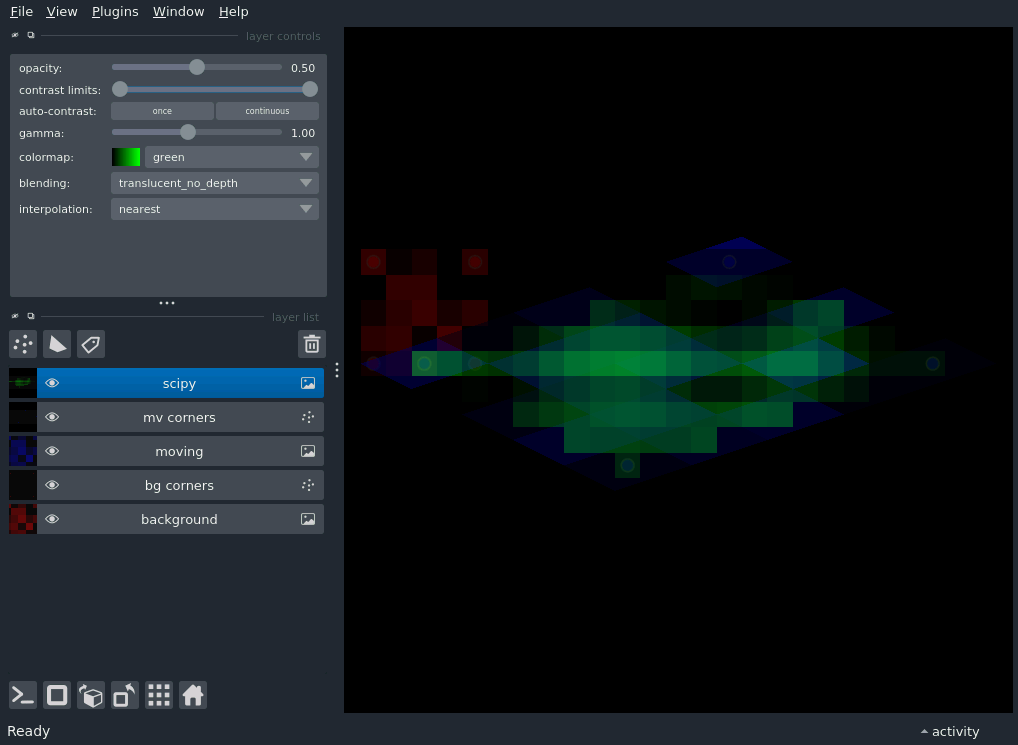 File View Plugins Window Help
layer controls
opacity: 0.50
contrast limits:
auto-contrast: once continuous
gamma: 1.00
colormap: green
blending: translucent_no_depth
interpolation: nearest
layer list
scipy
mv corners
moving
bg corners
background
Ready activity